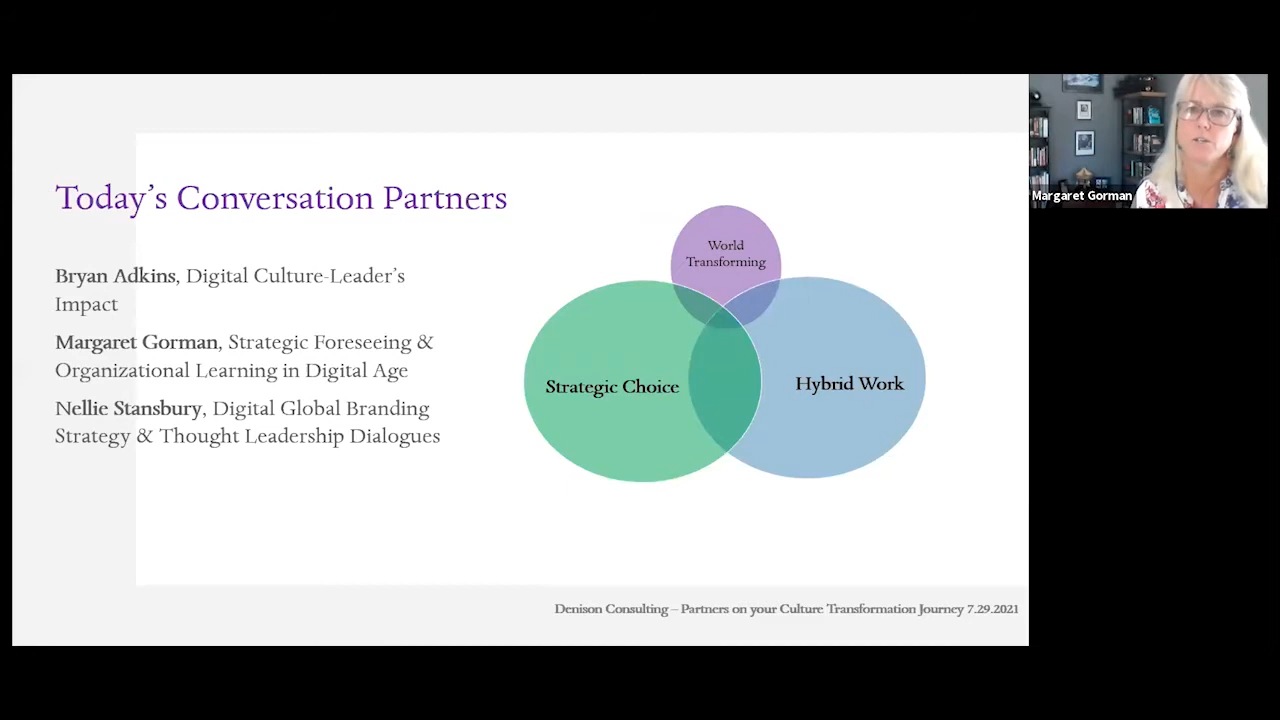 Today's Conversation Partners
Bryan Adkins, Digital Culture-Leader's
Impact
Margaret Gorman, Strategic Foreseeing &
Organizational Learning in Digital Age
Nellie Stansbury, Digital Global Branding
Strategy & Thought Leadership Dialogues
World
Transforming
Strategic Choice
Hybrid Work
Denison Consulting – Partners on your Culture Transformation Journey 7.29.2021
Margaret Gorman